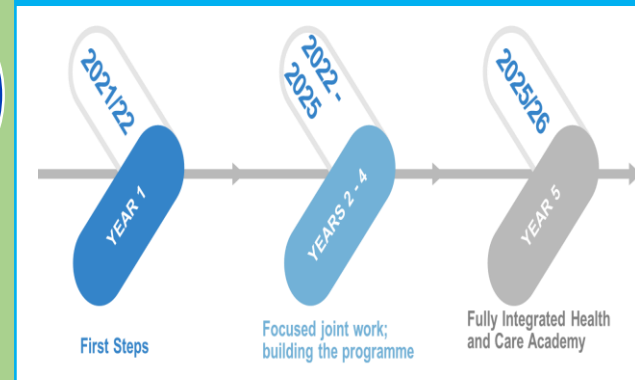 2021/22
YEAR 1
First Steps
2022 -
2025
YEARS 2 - 4
Focused joint work;
building the programme
2025/26
YEAR 5
Fully Integrated Health
and Care Academy